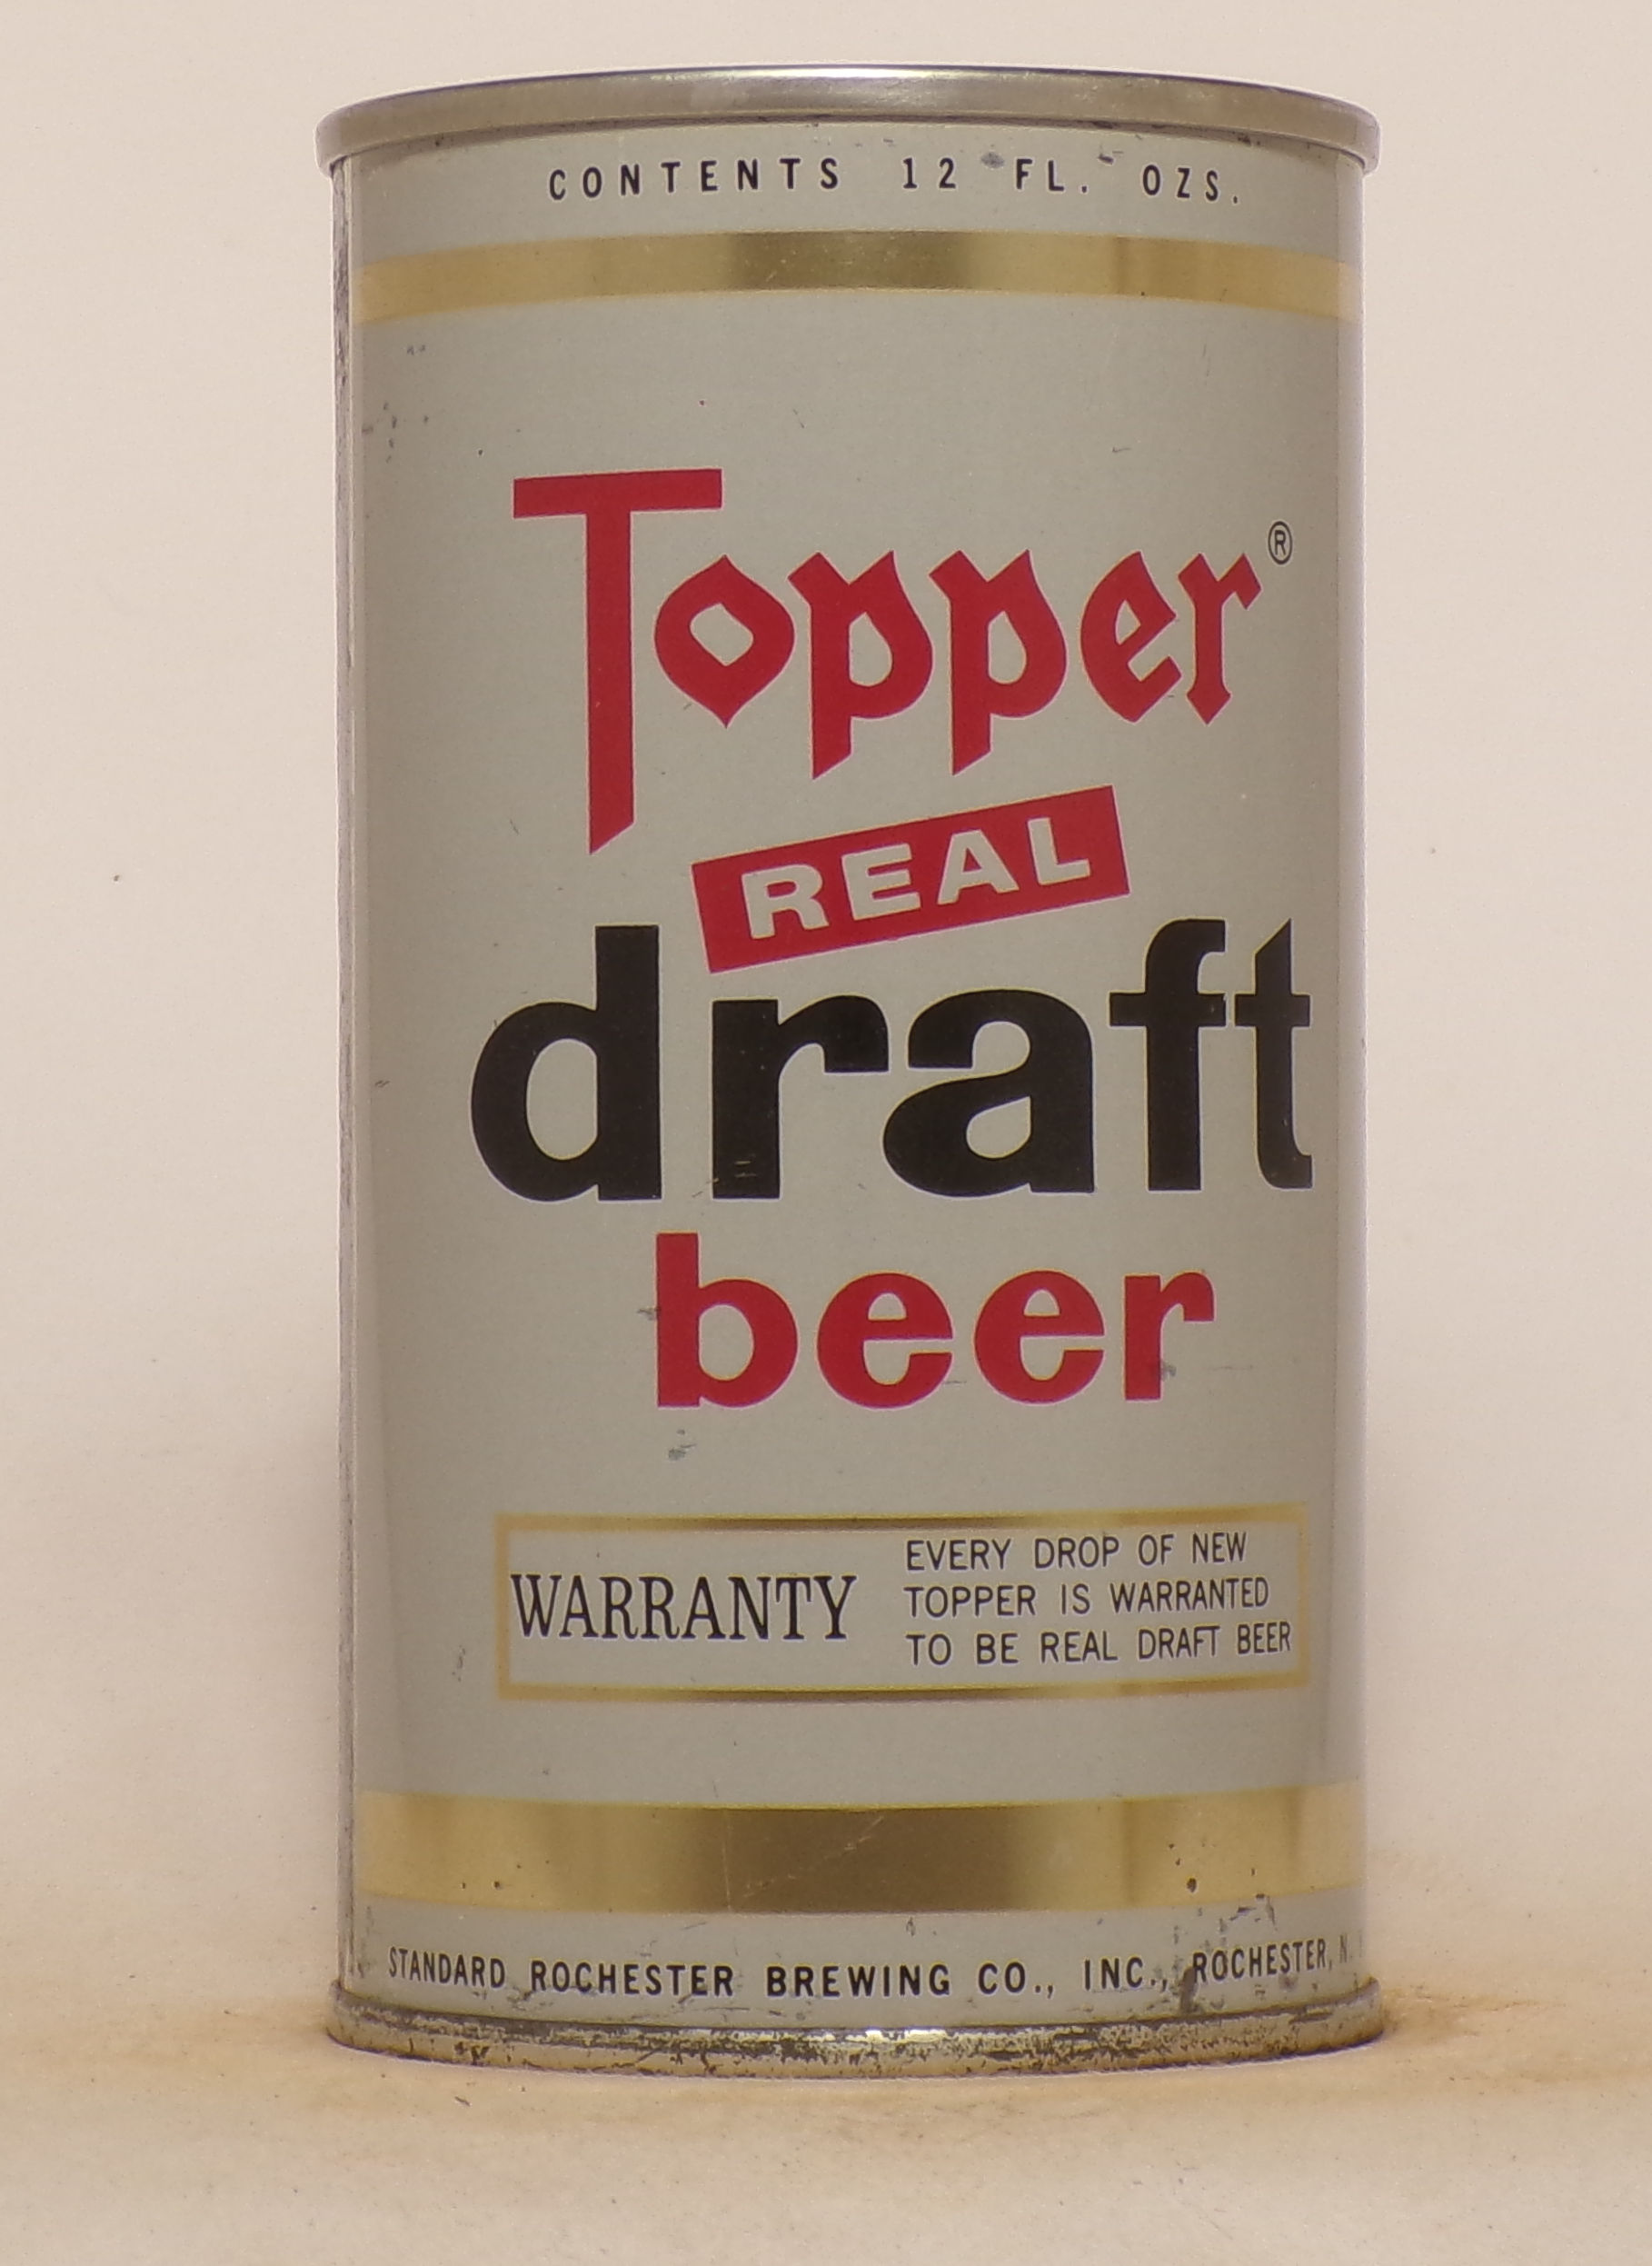 CONTENTS 12 FL. OZS.
Topper®
REAL
draft
beer
WARRANTY
EVERY DROP OF NEW
TOPPER IS WARRANTED
TO BE REAL DRAFT BEER
STANDARD ROCHESTER BREWING CO., INC., ROCHESTER, N.